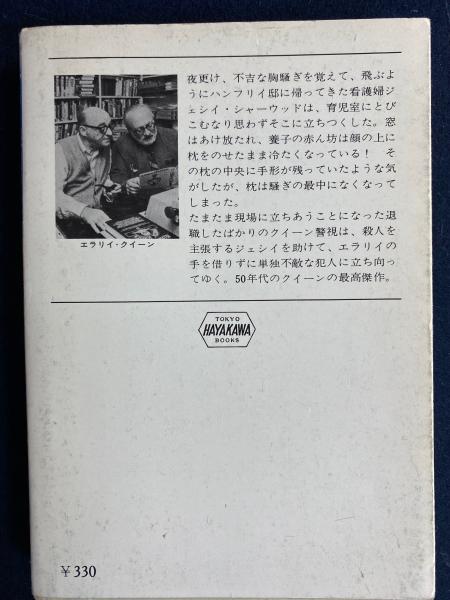 夜更け、不吉な胸騒ぎを覚えて、飛ぶよ
うにハンフリイ邸に帰ってきた看護婦ジ
ェシイ・シャーウッドは、育児室にとび
こむなり思わずそこに立ちつくした。窓
はあけ放たれ、養子の赤ん坊は顔の上に
枕をのせたまま冷たくなっている! そ
の枕の中央に手形が残っていたような気
がしたが、枕は騒ぎの最中になくなって
しまった。
たまたま現場に立ちあうことになった退
職したばかりのクイーン警視は、殺人を
主張するジェシイを助けて、エラリイの
手を借りずに単独不敵な犯人に立ち向っ
てゆく。50年代のクイーンの最高傑作。
エラリイ・クイーン
TOKYO
HAYAKAWA
BOOKS
¥330